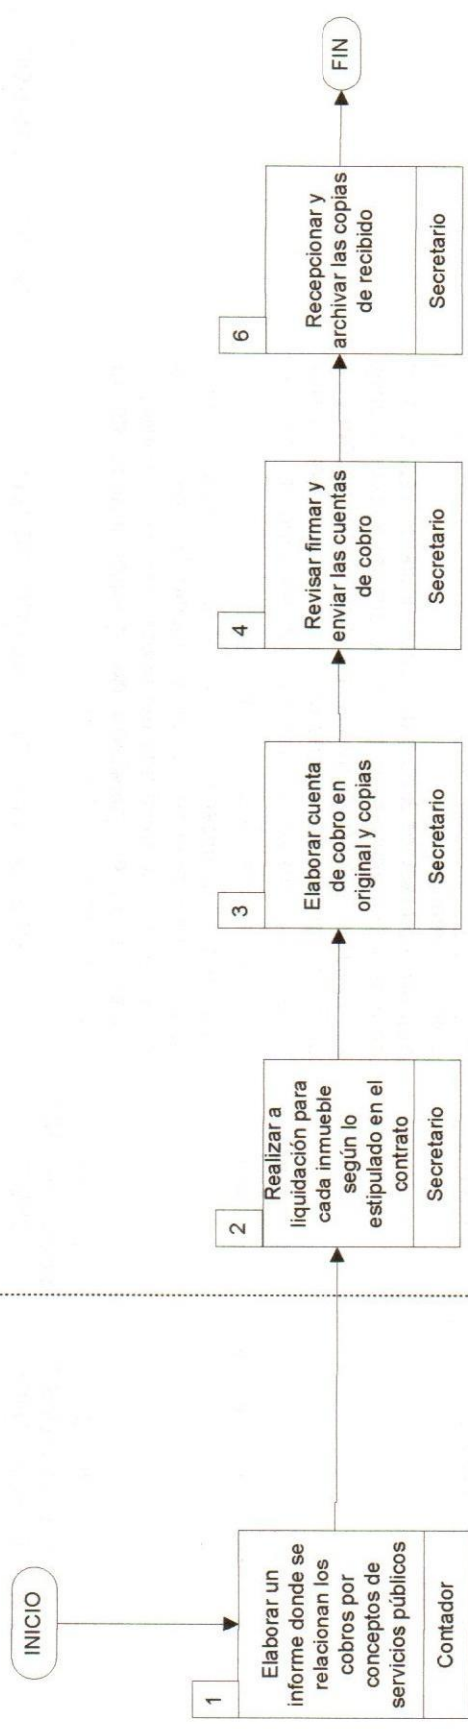 INICIO
1
Elaborar un
informe donde se
relacionan los
cobros por
conceptos de
servicios públicos
Contador
2
Realizar a
liquidación para
cada inmueble
según lo
estipulado en el
contrato
Secretario
3
Elaborar cuenta
de cobro en
original y copias
Secretario
4
Revisar firmar y
enviar las cuentas
de cobro
Secretario
6
Recepcionar y
archivar las copias
de recibido
Secretario
FIN